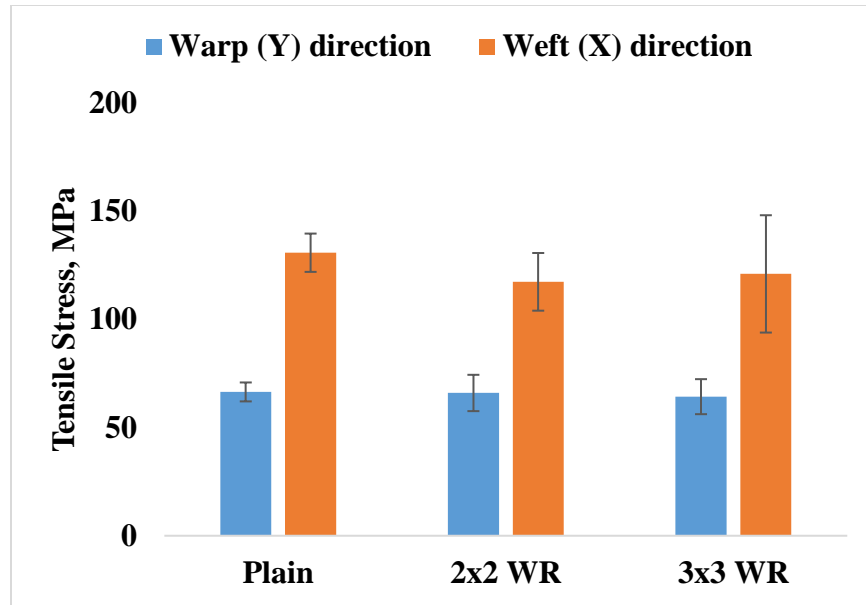 Warp (Y) direction Weft (X) direction
Tensile Stress, MPa
200
150
100
50
0
Plain 2x2 WR 3x3 WR